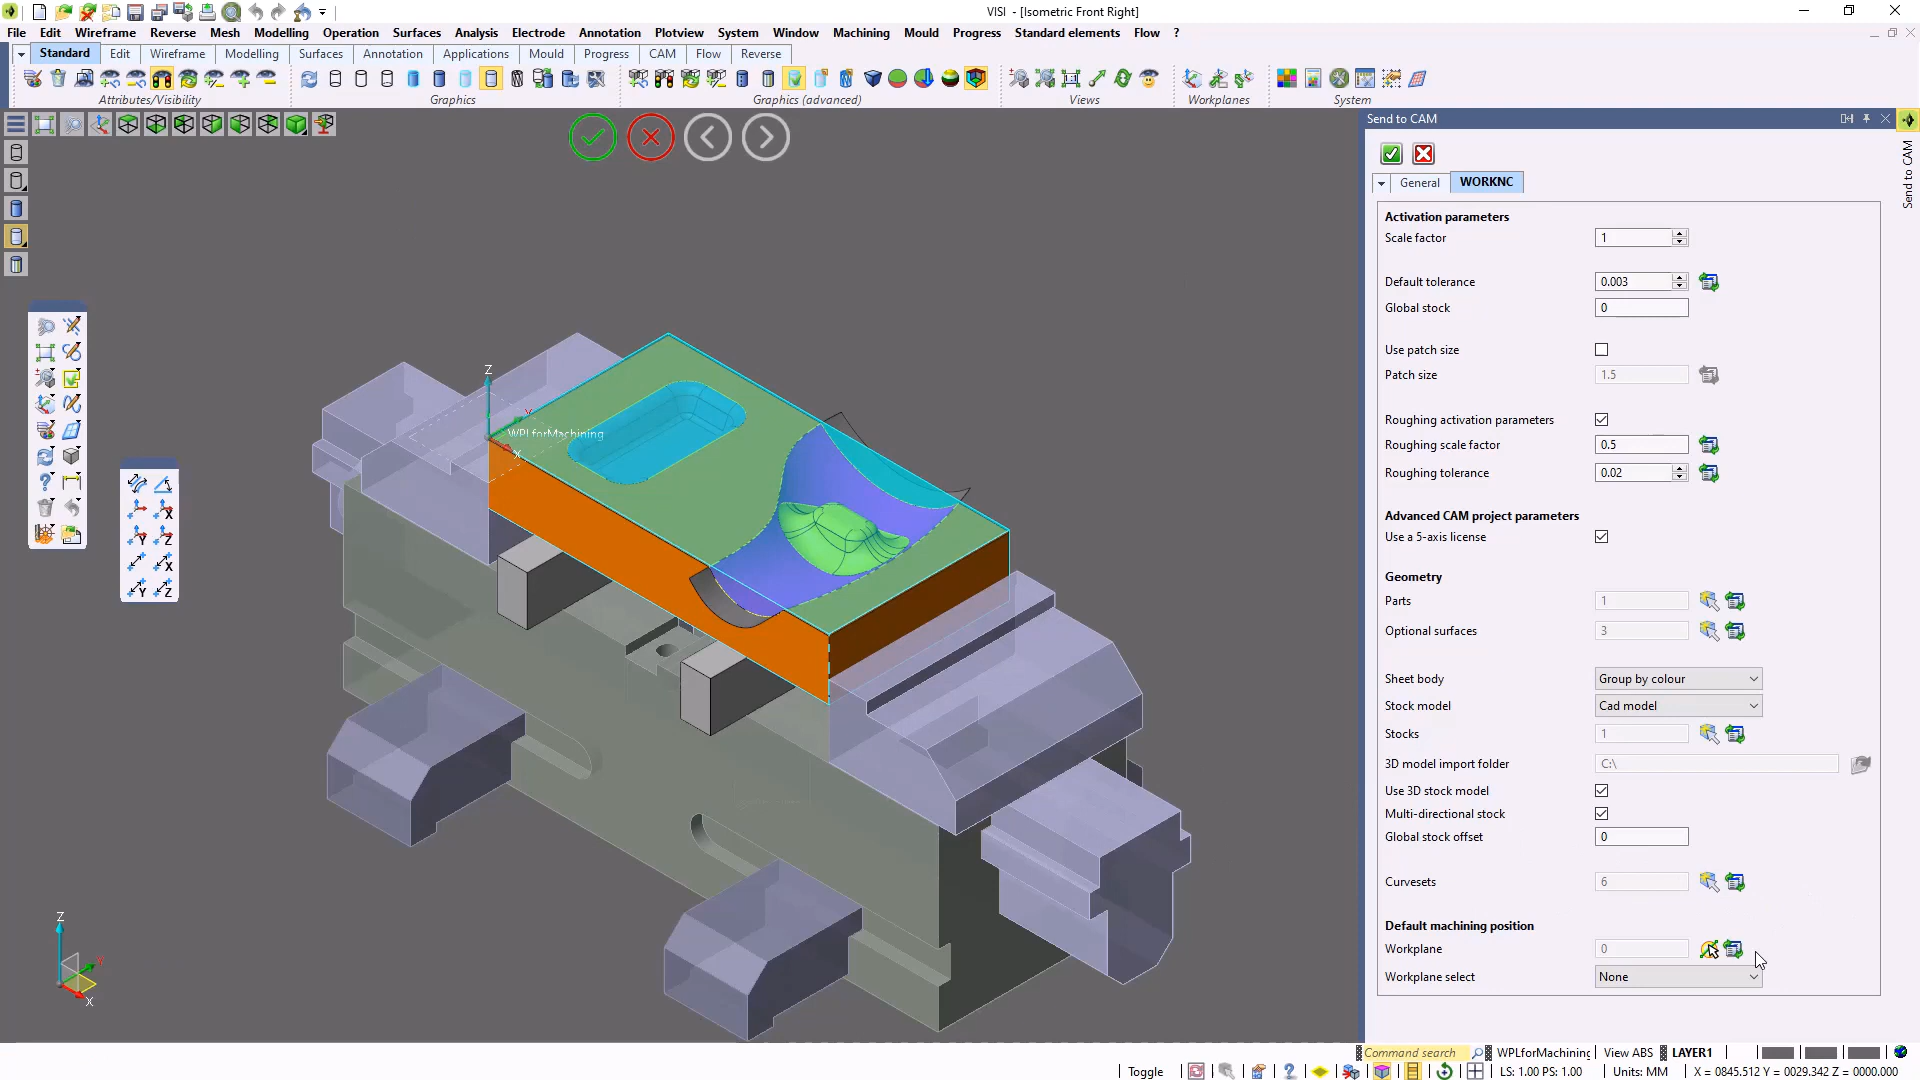 VISI - [Isometric Front Right]
File Edit Wireframe Reverse Mesh Modelling Operation Surfaces Analysis Electrode Annotation Plotview System Window Machining Mould Progress Standard elements Flow ?
Standard Edit Wireframe Modelling Surfaces Annotation Applications Mould Progress CAM Flow Reverse
Attributes/Visibility Graphics Graphics (advanced) Views Workplanes System
Send to CAM
Send to CAM
General WORKNC
Activation parameters
Scale factor 1
Default tolerance 0.003
Global stock 0
Use patch size
Patch size 1.5
Roughing activation parameters
Roughing scale factor 0.5
Roughing tolerance 0.02
Advanced CAM project parameters
Use a 5-axis license
Geometry
Parts 1
Optional surfaces 3
Sheet body Group by colour
Stock model Cad model
Stocks 1
3D model import folder C:\
Use 3D stock model
Multi-directional stock
Global stock offset 0
Curvesets 6
Default machining position
Workplane 0
Workplane select None
Z
Y
WPLforMachining
X
X
Y Z
X
Y Z
Z
Y
X
Command search WPLforMachining View ABS LAYER1
Toggle LS: 1.00 PS: 1.00 Units: MM X = 0845.512 Y = 0029.342 Z = 0000.000